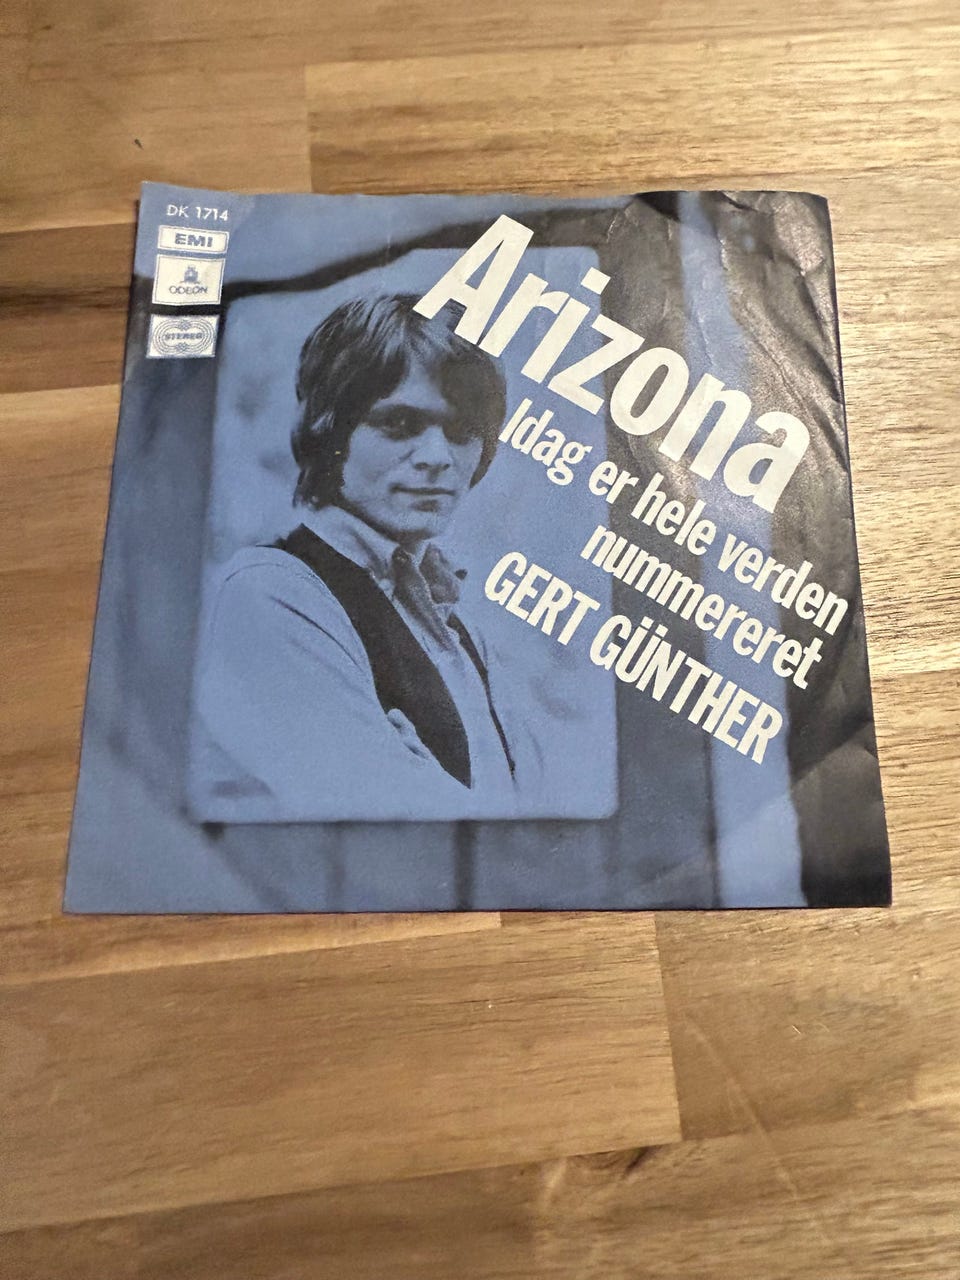 DK 1714
EMI
ODEON
STEREO
Arizona
Idag er hele verden
nummereret
GERT GÜNTHER